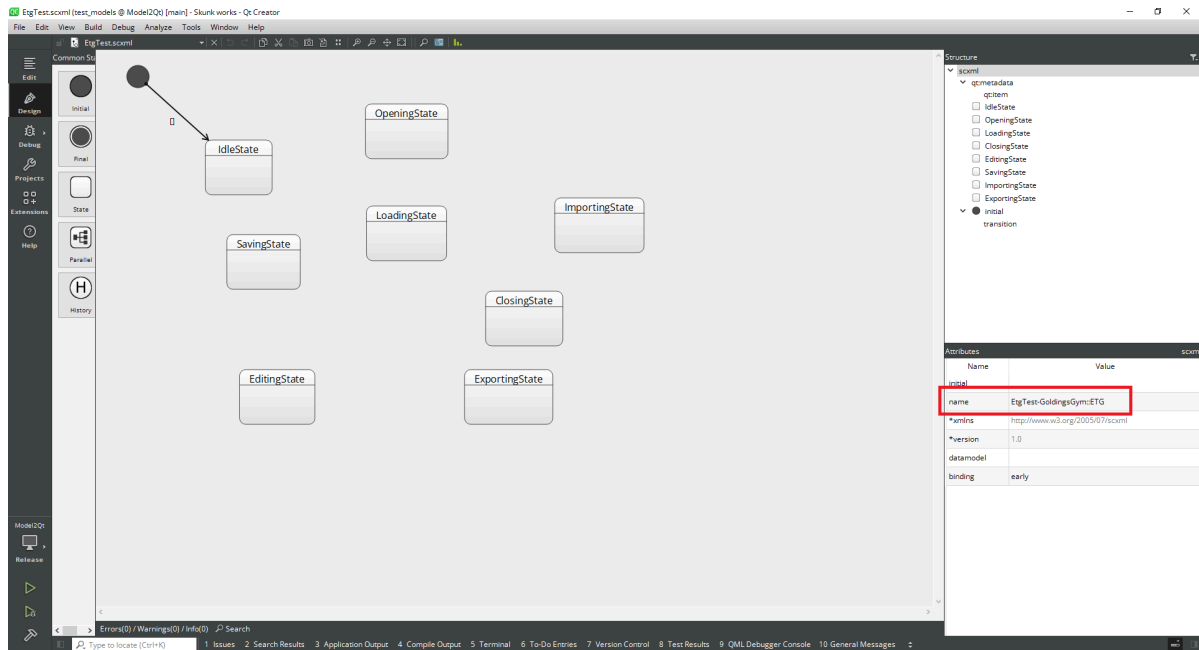 EtgTest.scxml (test_models @ Model2Qt) [main] - Skunk works - Qt Creator
File Edit View Build Debug Analyze Tools Window Help
EtgTest.scxml
Common Sta
Structure
Edit
Design
Debug
Projects
Extensions
Help
Initial
Final
State
Parallel
H
History
IdleState
OpeningState
LoadingState
ImportingState
SavingState
ClosingState
EditingState
ExportingState
scxml
qt:metadata
qt:item
IdleState
OpeningState
LoadingState
ClosingState
EditingState
SavingState
ImportingState
ExportingState
initial
transition
Attributes scxm
Name Value
initial
name EtgTest-GoldingsGym::ETG
*xmlns http://www.w3.org/2005/07/scxml
*version 1.0
datamodel
binding early
Model2Qt
Release
Errors(0) / Warnings(0) / Info(0) Search
Type to locate (Ctrl+K) 1 Issues 2 Search Results 3 Application Output 4 Compile Output 5 Terminal 6 To-Do Entries 7 Version Control 8 Test Results 9 QML Debugger Console 10 General Messages